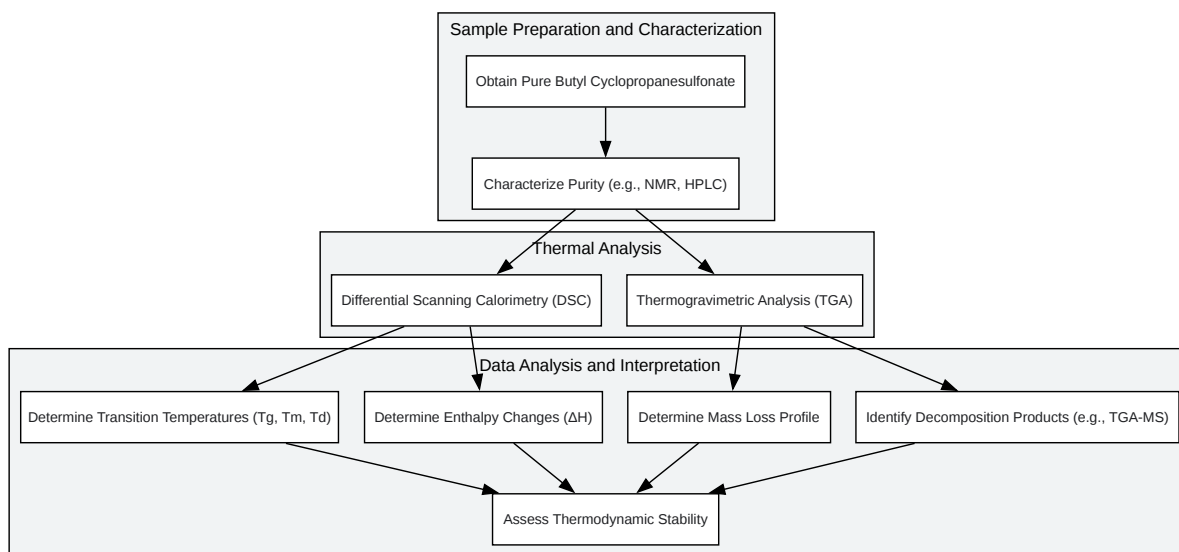 Sample Preparation and Characterization
Obtain Pure Butyl Cyclopropanesulfonate
Characterize Purity (e.g., NMR, HPLC)
Thermal Analysis
Differential Scanning Calorimetry (DSC)
Thermogravimetric Analysis (TGA)
Data Analysis and Interpretation
Determine Transition Temperatures (Tg, Tm, Td)
Determine Enthalpy Changes (ΔH)
Determine Mass Loss Profile
Identify Decomposition Products (e.g., TGA-MS)
Assess Thermodynamic Stability